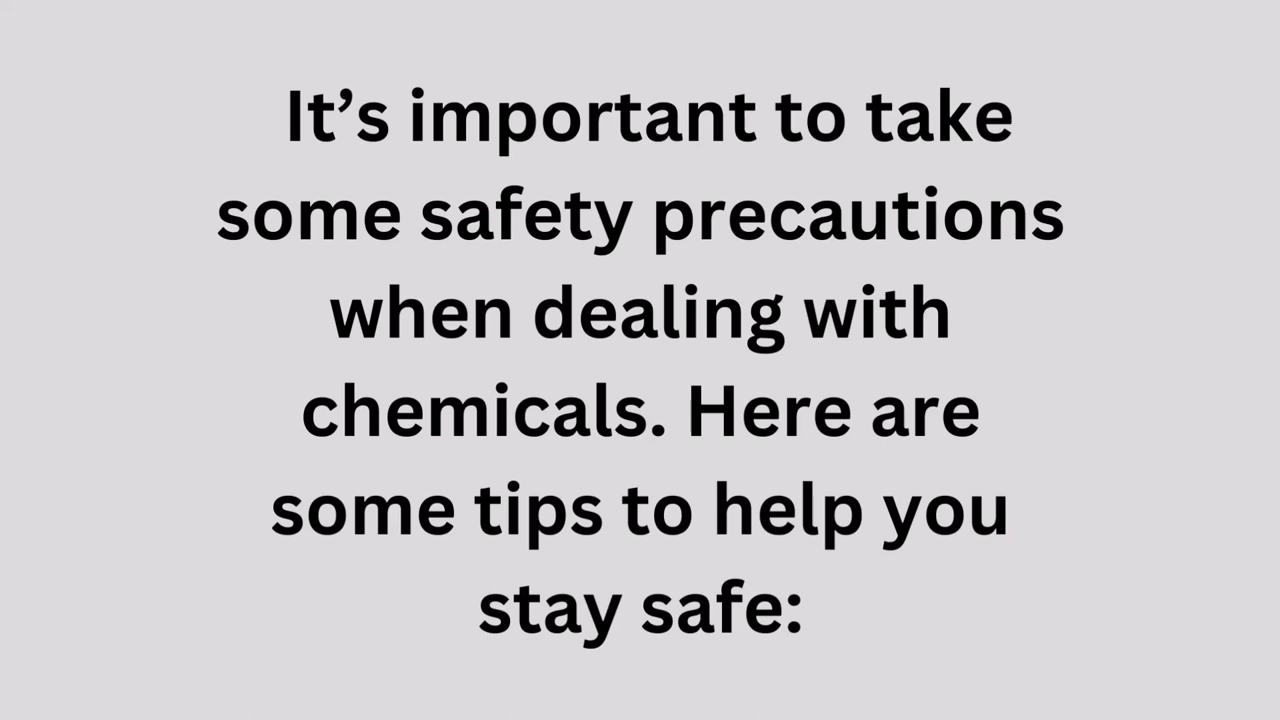 It’s important to take
some safety precautions
when dealing with
chemicals. Here are
some tips to help you
stay safe: